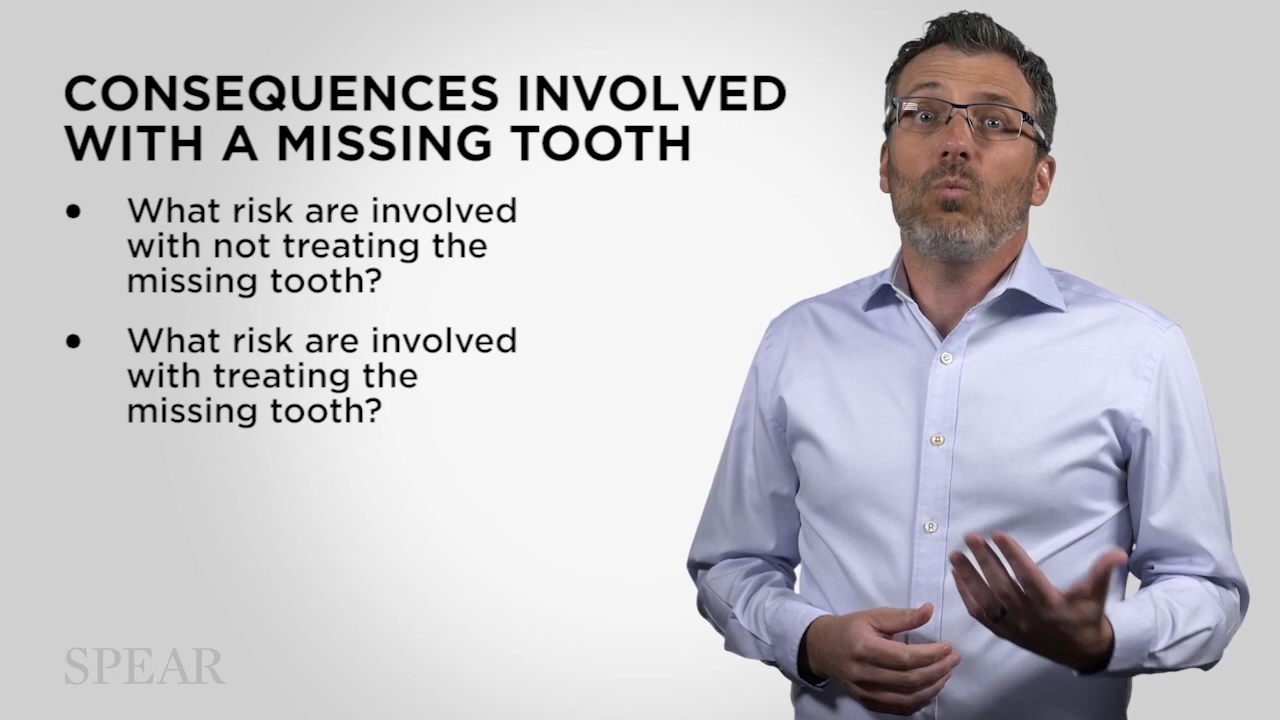 CONSEQUENCES INVOLVED
WITH A MISSING TOOTH
• What risk are involved
with not treating the
missing tooth?
• What risk are involved
with treating the
missing tooth?
SPEAR